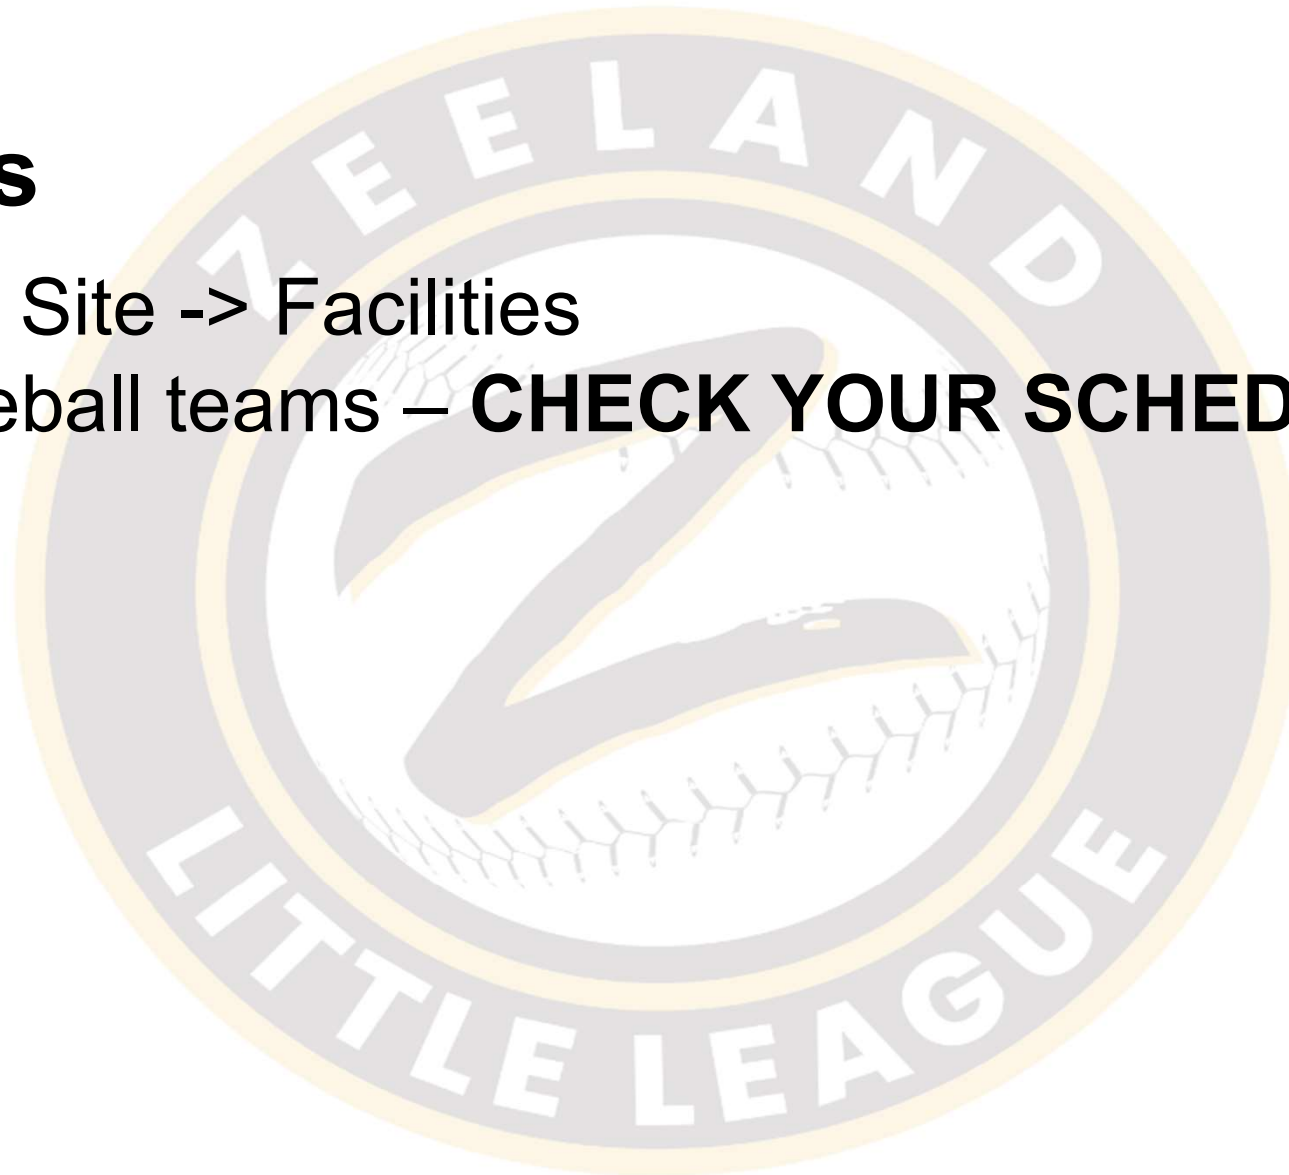 s
Site -> Facilities
eball teams – CHECK YOUR SCHED
ZEELAND
Z
LITTLE LEAGUE